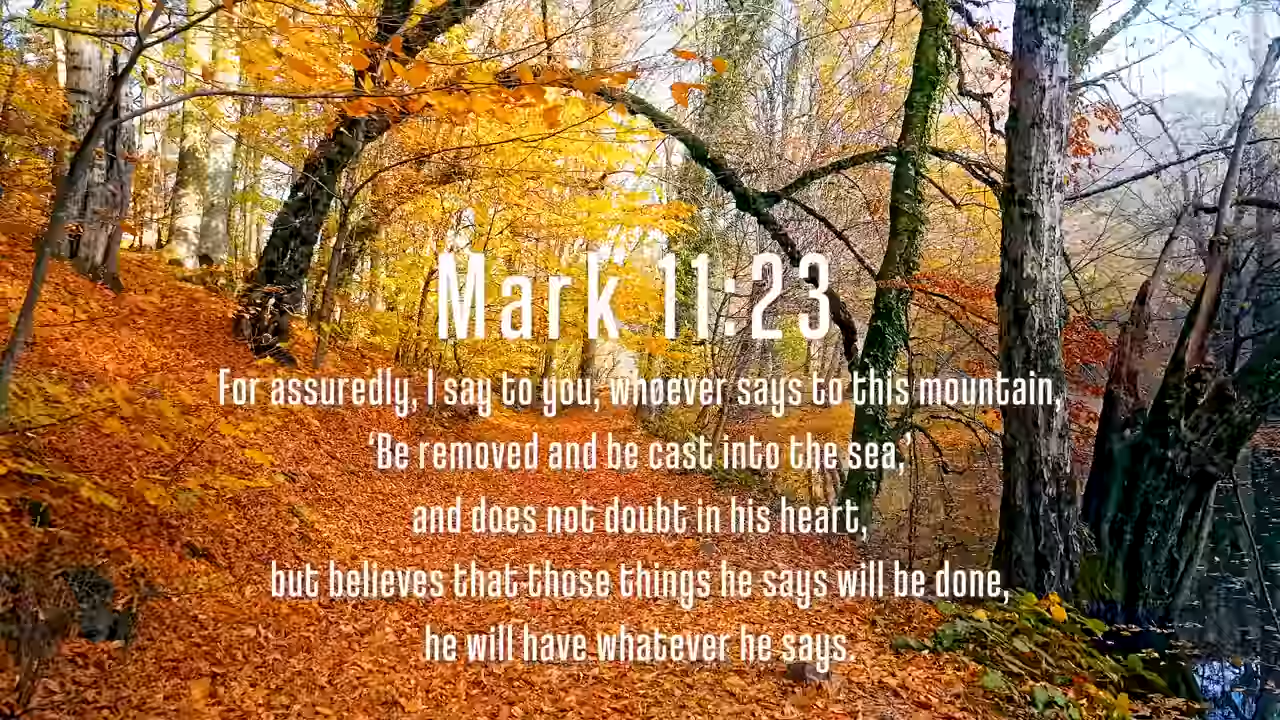 Mark 11:23
For assuredly, I say to you, whoever says to this mountain,
‘Be removed and be cast into the sea,’
and does not doubt in his heart,
but believes that those things he says will be done,
he will have whatever he says.